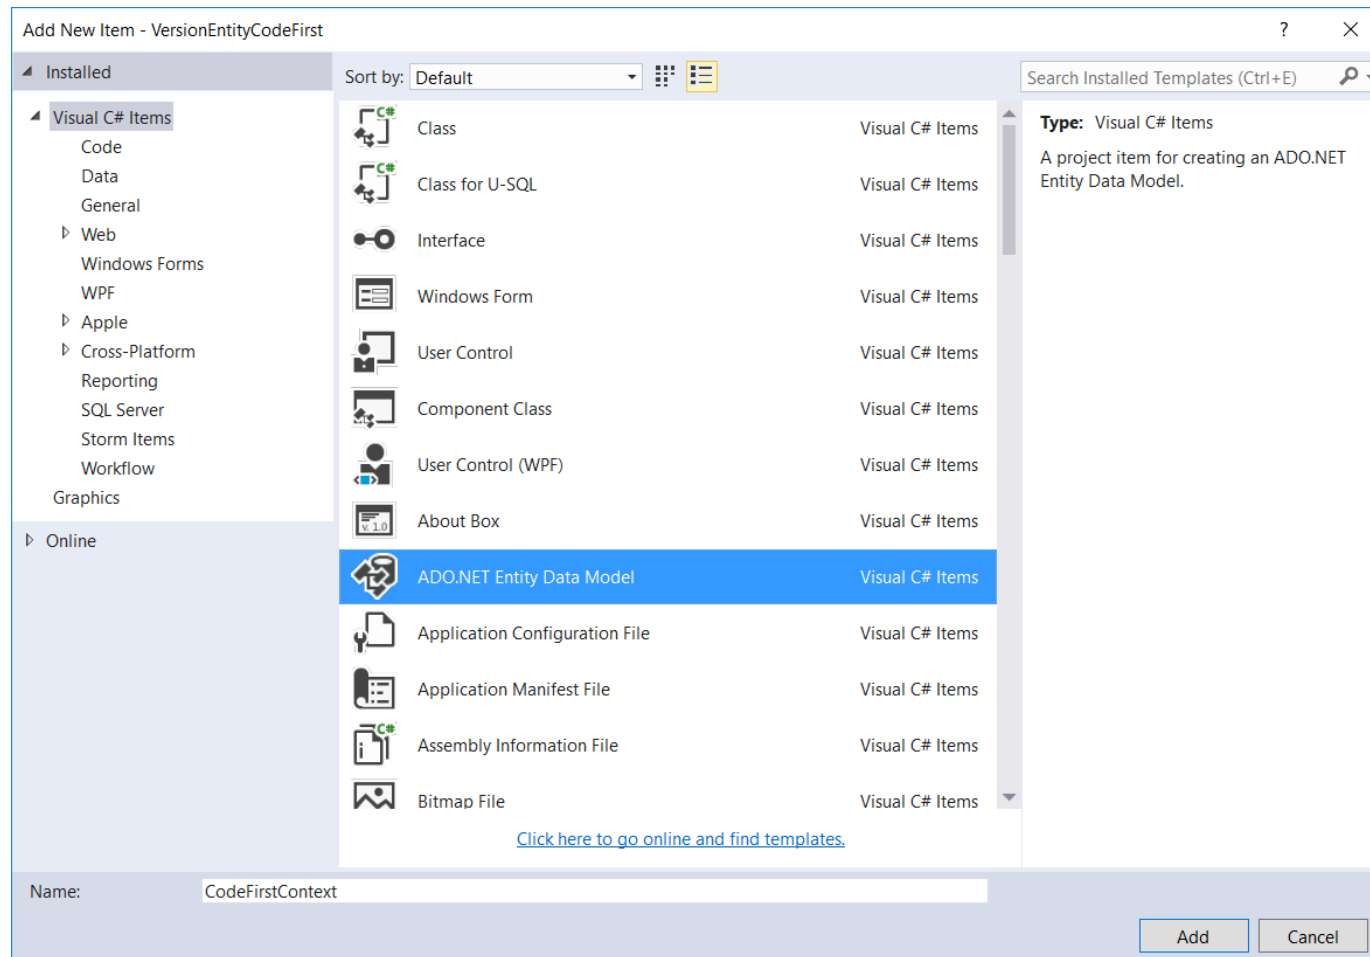 Add New Item - VersionEntityCodeFirst
?
Installed
Sort by: Default
Search Installed Templates (Ctrl+E)
Visual C# Items
Code
Data
General
Web
Windows Forms
WPF
Apple
Cross-Platform
Reporting
SQL Server
Storm Items
Workflow
Graphics
Online
C# Class Visual C# Items
C# Class for U-SQL Visual C# Items
Interface Visual C# Items
Windows Form Visual C# Items
User Control Visual C# Items
Component Class Visual C# Items
User Control (WPF) Visual C# Items
v. 1.0 About Box Visual C# Items
ADO.NET Entity Data Model Visual C# Items
Application Configuration File Visual C# Items
Application Manifest File Visual C# Items
C# Assembly Information File Visual C# Items
Bitmap File Visual C# Items
Click here to go online and find templates.
Type: Visual C# Items
A project item for creating an ADO.NET
Entity Data Model.
Name: CodeFirstContext
Add Cancel